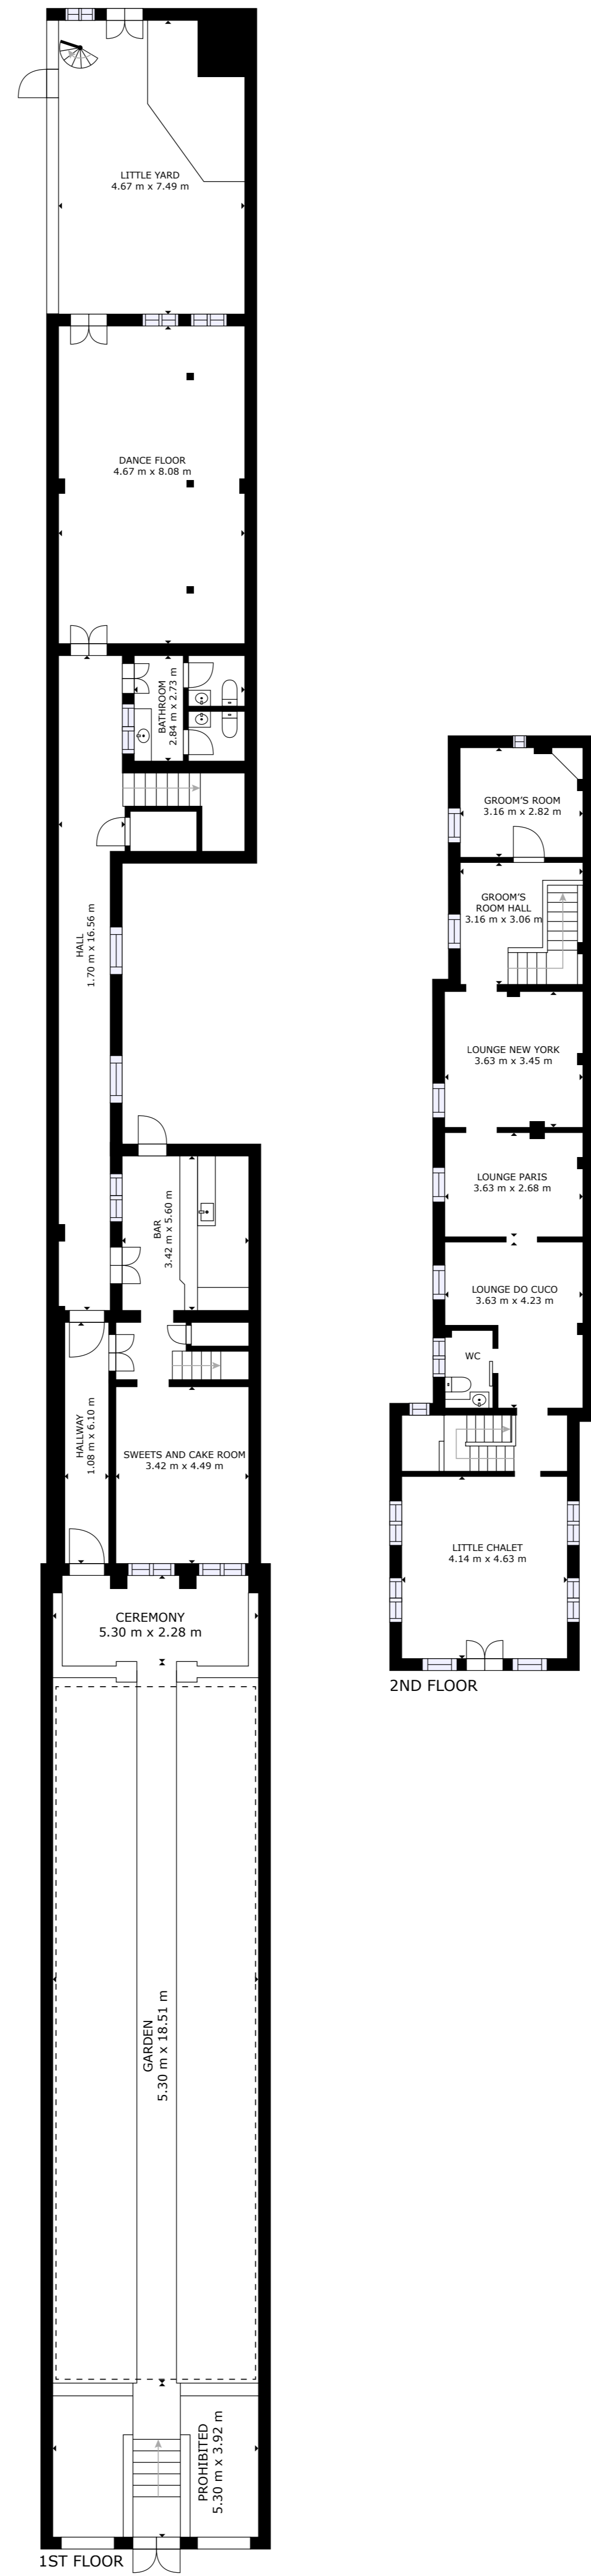 LITTLE YARD
4.67 m x 7.49 m
DANCE FLOOR
4.67 m x 8.08 m
BATHROOM
2.84 m x 2.73 m
HALL
1.70 m x 16.56 m
BAR
3.42 m x 5.60 m
HALLWAY
1.08 m x 6.10 m
SWEETS AND CAKE ROOM
3.42 m x 4.49 m
CEREMONY
5.30 m x 2.28 m
GARDEN
5.30 m x 18.51 m
PROHIBITED
5.30 m x 3.92 m
1ST FLOOR
GROOM'S ROOM
3.16 m x 2.82 m
GROOM'S
ROOM HALL
3.16 m x 3.06 m
LOUNGE NEW YORK
3.63 m x 3.45 m
LOUNGE PARIS
3.63 m x 2.68 m
LOUNGE DO CUCO
3.63 m x 4.23 m
WC
LITTLE CHALET
4.14 m x 4.63 m
2ND FLOOR